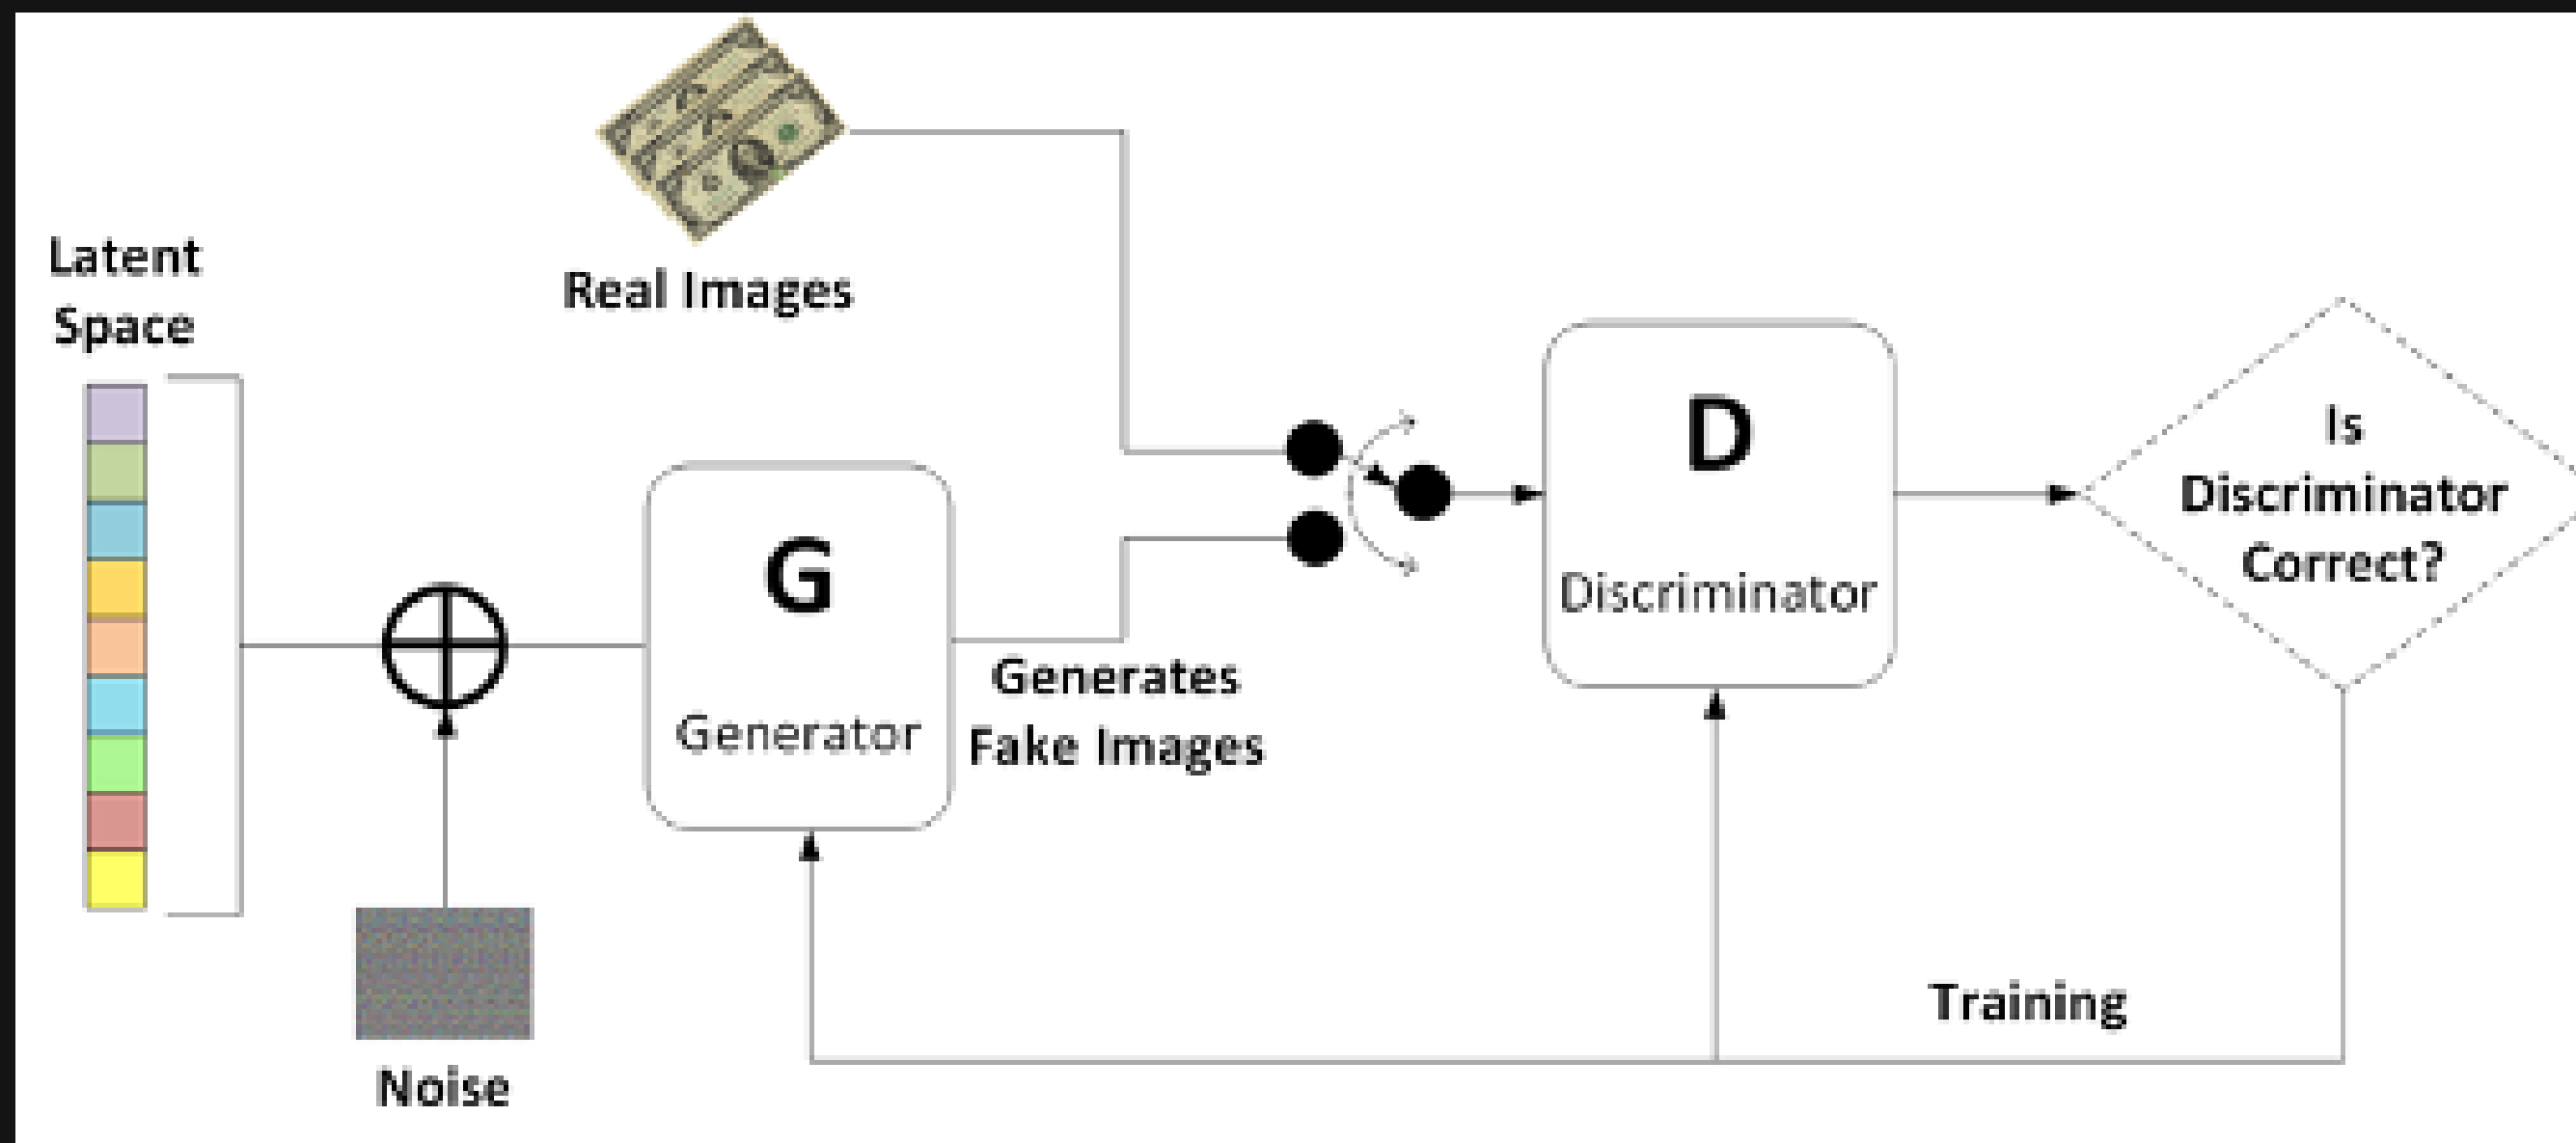 Latent
Space
Real Images
G
Generator
Generates
Fake Images
Noise
D
Discriminator
Is
Discriminator
Correct?
Training